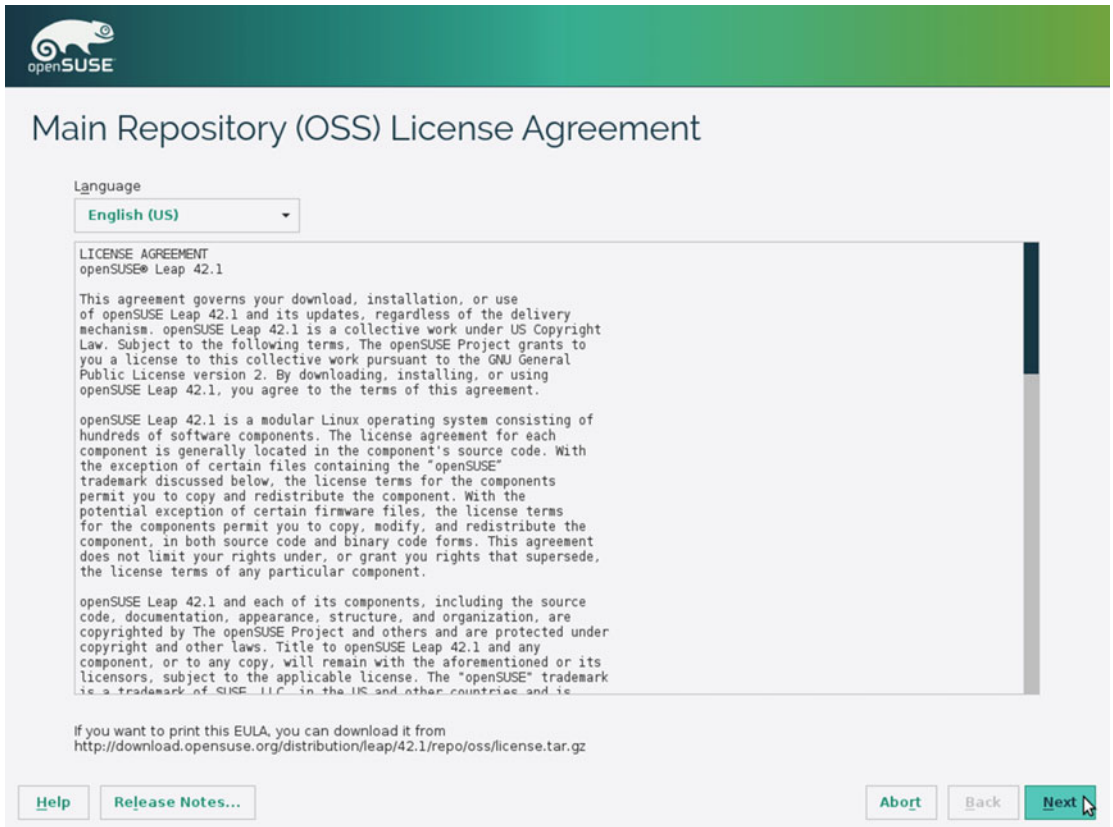 openSUSE
Main Repository (OSS) License Agreement
Language
English (US)
LICENSE AGREEMENT
openSUSE® Leap 42.1
This agreement governs your download, installation, or use
of openSUSE Leap 42.1 and its updates, regardless of the delivery
mechanism. openSUSE Leap 42.1 is a collective work under US Copyright
Law. Subject to the following terms, The openSUSE Project grants to
you a license to this collective work pursuant to the GNU General
Public License version 2. By downloading, installing, or using
openSUSE Leap 42.1, you agree to the terms of this agreement.
openSUSE Leap 42.1 is a modular Linux operating system consisting of
hundreds of software components. The license agreement for each
component is generally located in the component's source code. With
the exception of certain files containing the "openSUSE"
trademark discussed below, the license terms for the components
permit you to copy and redistribute the component. With the
potential exception of certain firmware files, the license terms
for the components permit you to copy, modify, and redistribute the
component, in both source code and binary code forms. This agreement
does not limit your rights under, or grant you rights that supersede,
the license terms of any particular component.
openSUSE Leap 42.1 and each of its components, including the source
code, documentation, appearance, structure, and organization, are
copyrighted by The openSUSE Project and others and are protected under
copyright and other laws. Title to openSUSE Leap 42.1 and any
component, or to any copy, will remain with the aforementioned or its
licensors, subject to the applicable license. The "openSUSE" trademark
is a trademark of SUSE, LLC. in the US and other countries and is
If you want to print this EULA, you can download it from
http://download.opensuse.org/distribution/leap/42.1/repo/oss/license.tar.gz
Help
Release Notes...
Abort
Back
Next